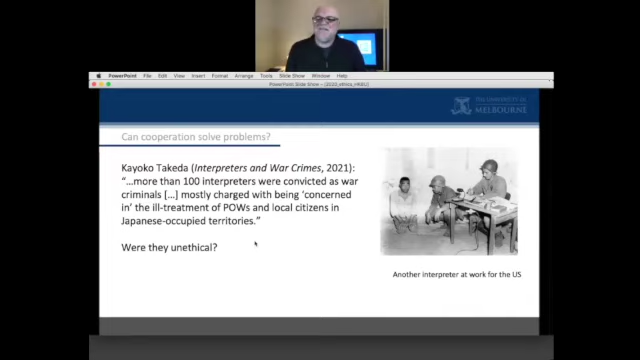 PowerPoint File Edit View Insert Format Arrange Tools Slide Show Window Help
PowerPoint Slide Show - [2020_ethics_HKBU]
THE UNIVERSITY OF
MELBOURNE
Can cooperation solve problems?
Kayoko Takeda (Interpreters and War Crimes, 2021):
“…more than 100 interpreters were convicted as war
criminals […] mostly charged with being ‘concerned
in’ the ill-treatment of POWs and local citizens in
Japanese-occupied territories.”
Were they unethical?
Another interpreter at work for the US